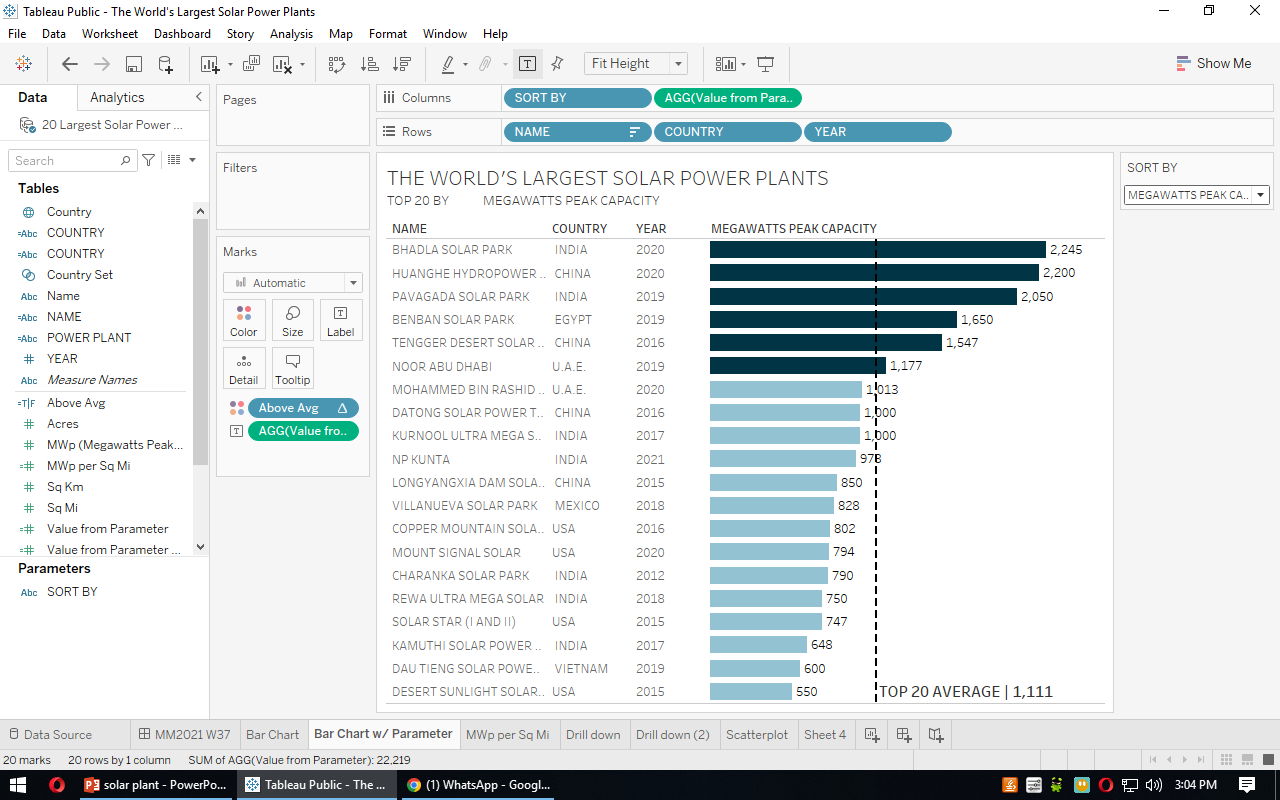 Tableau Public - The World's Largest Solar Power Plants
File Data Worksheet Dashboard Story Analysis Map Format Window Help
Fit Height
Show Me
Data Analytics
20 Largest Solar Power ...
Search
Tables
Country
=Abc COUNTRY
=Abc COUNTRY
Country Set
Abc Name
=Abc NAME
=Abc POWER PLANT
# YEAR
Abc Measure Names
=T|F Above Avg
# Acres
# MWp (Megawatts Peak...
=# MWp per Sq Mi
# Sq Km
# Sq Mi
=# Value from Parameter
=# Value from Parameter ...
Parameters
Abc SORT BY
Pages
Filters
Marks
Automatic
Color Size Label
Detail Tooltip
Above Avg
AGG(Value fro..
Columns SORT BY AGG(Value from Para..
Rows NAME COUNTRY YEAR
THE WORLD'S LARGEST SOLAR POWER PLANTS
TOP 20 BY MEGAWATTS PEAK CAPACITY
NAME COUNTRY YEAR MEGAWATTS PEAK CAPACITY
BHADLA SOLAR PARK INDIA 2020 2,245
HUANGHE HYDROPOWER .. CHINA 2020 2,200
PAVAGADA SOLAR PARK INDIA 2019 2,050
BENBAN SOLAR PARK EGYPT 2019 1,650
TENGGER DESERT SOLAR .. CHINA 2016 1,547
NOOR ABU DHABI U.A.E. 2019 1,177
MOHAMMED BIN RASHID .. U.A.E. 2020 1,013
DATONG SOLAR POWER T.. CHINA 2016 1,000
KURNOOL ULTRA MEGA S.. INDIA 2017 1,000
NP KUNTA INDIA 2021 978
LONGYANGXIA DAM SOLA.. CHINA 2015 850
VILLANUEVA SOLAR PARK MEXICO 2018 828
COPPER MOUNTAIN SOLA.. USA 2016 802
MOUNT SIGNAL SOLAR USA 2020 794
CHARANKA SOLAR PARK INDIA 2012 790
REWA ULTRA MEGA SOLAR INDIA 2018 750
SOLAR STAR (I AND II) USA 2015 747
KAMUTHI SOLAR POWER .. INDIA 2017 648
DAU TIENG SOLAR POWE.. VIETNAM 2019 600
DESERT SUNLIGHT SOLAR.. USA 2015 550
TOP 20 AVERAGE | 1,111
SORT BY
MEGAWATTS PEAK CA..
Data Source MM2021 W37 Bar Chart Bar Chart w/ Parameter MWp per Sq Mi Drill down Drill down (2) Scatterplot Sheet 4
20 marks 20 rows by 1 column SUM of AGG(Value from Parameter): 22,219
solar plant - PowerPo... Tableau Public - The ... (1) WhatsApp - Googl... 3:04 PM